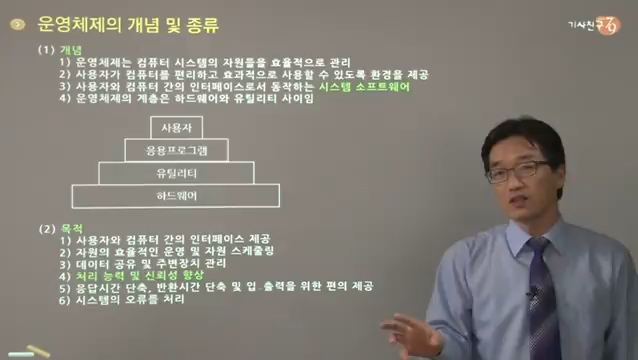 운영체제의 개념 및 종류
기사친구 79
(1) 개념
1) 운영체제는 컴퓨터 시스템의 자원들을 효율적으로 관리
2) 사용자가 컴퓨터를 편리하고 효과적으로 사용할 수 있도록 환경을 제공
3) 사용자와 컴퓨터 간의 인터페이스로서 동작하는 시스템 소프트웨어
4) 운영체제의 계층은 하드웨어와 유틸리티 사이임
사용자
응용프로그램
유틸리티
하드웨어
(2) 목적
1) 사용자와 컴퓨터 간의 인터페이스 제공
2) 자원의 효율적인 운영 및 자원 스케줄링
3) 데이터 공유 및 주변장치 관리
4) 처리 능력 및 신뢰성 향상
5) 응답시간 단축, 반환시간 단축 및 입·출력을 위한 편의 제공
6) 시스템의 오류를 처리